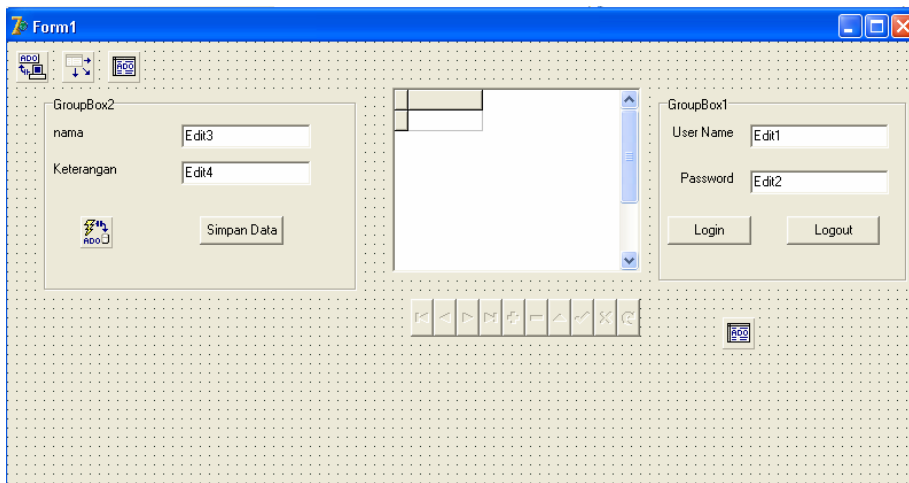 Form1
ADO
ADO
GroupBox2
nama
Edit3
Keterangan
Edit4
ADO
Simpan Data
GroupBox1
User Name
Edit1
Password
Edit2
Login
Logout
ADO